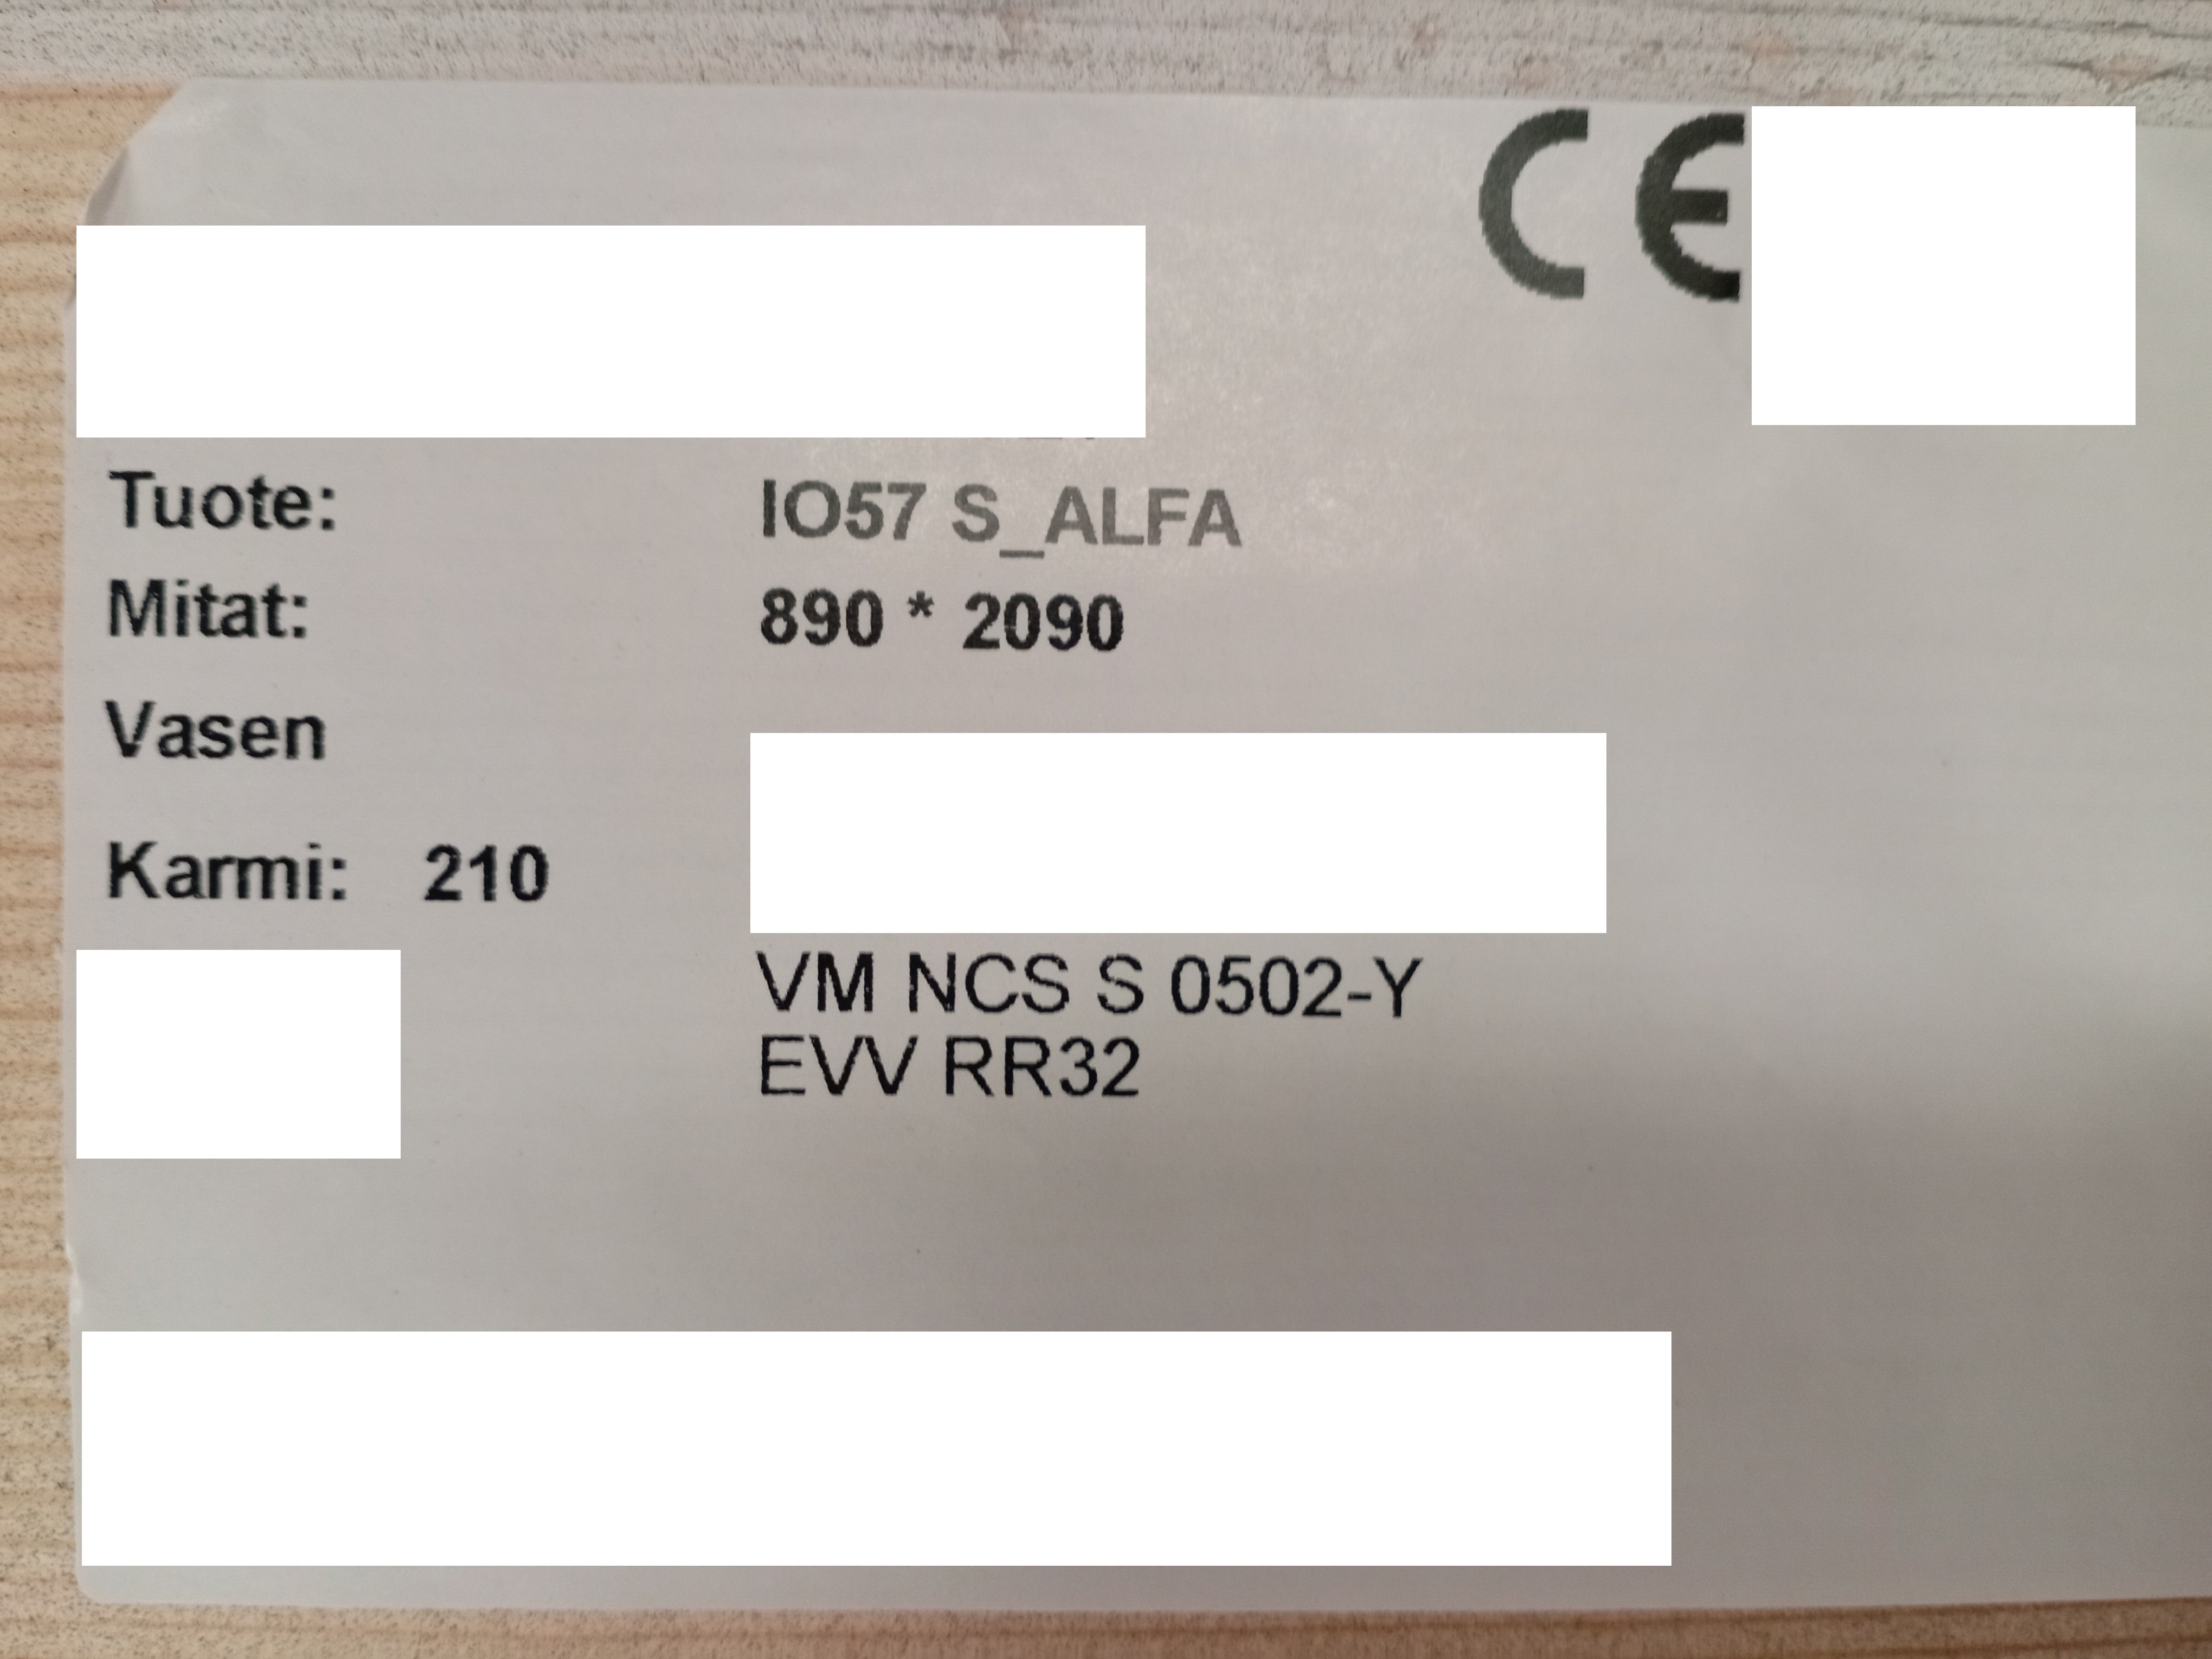 CE
Tuote: IO57 S_ALFA
Mitat: 890 * 2090
Vasen
Karmi: 210
VM NCS S 0502-Y
EVV RR32